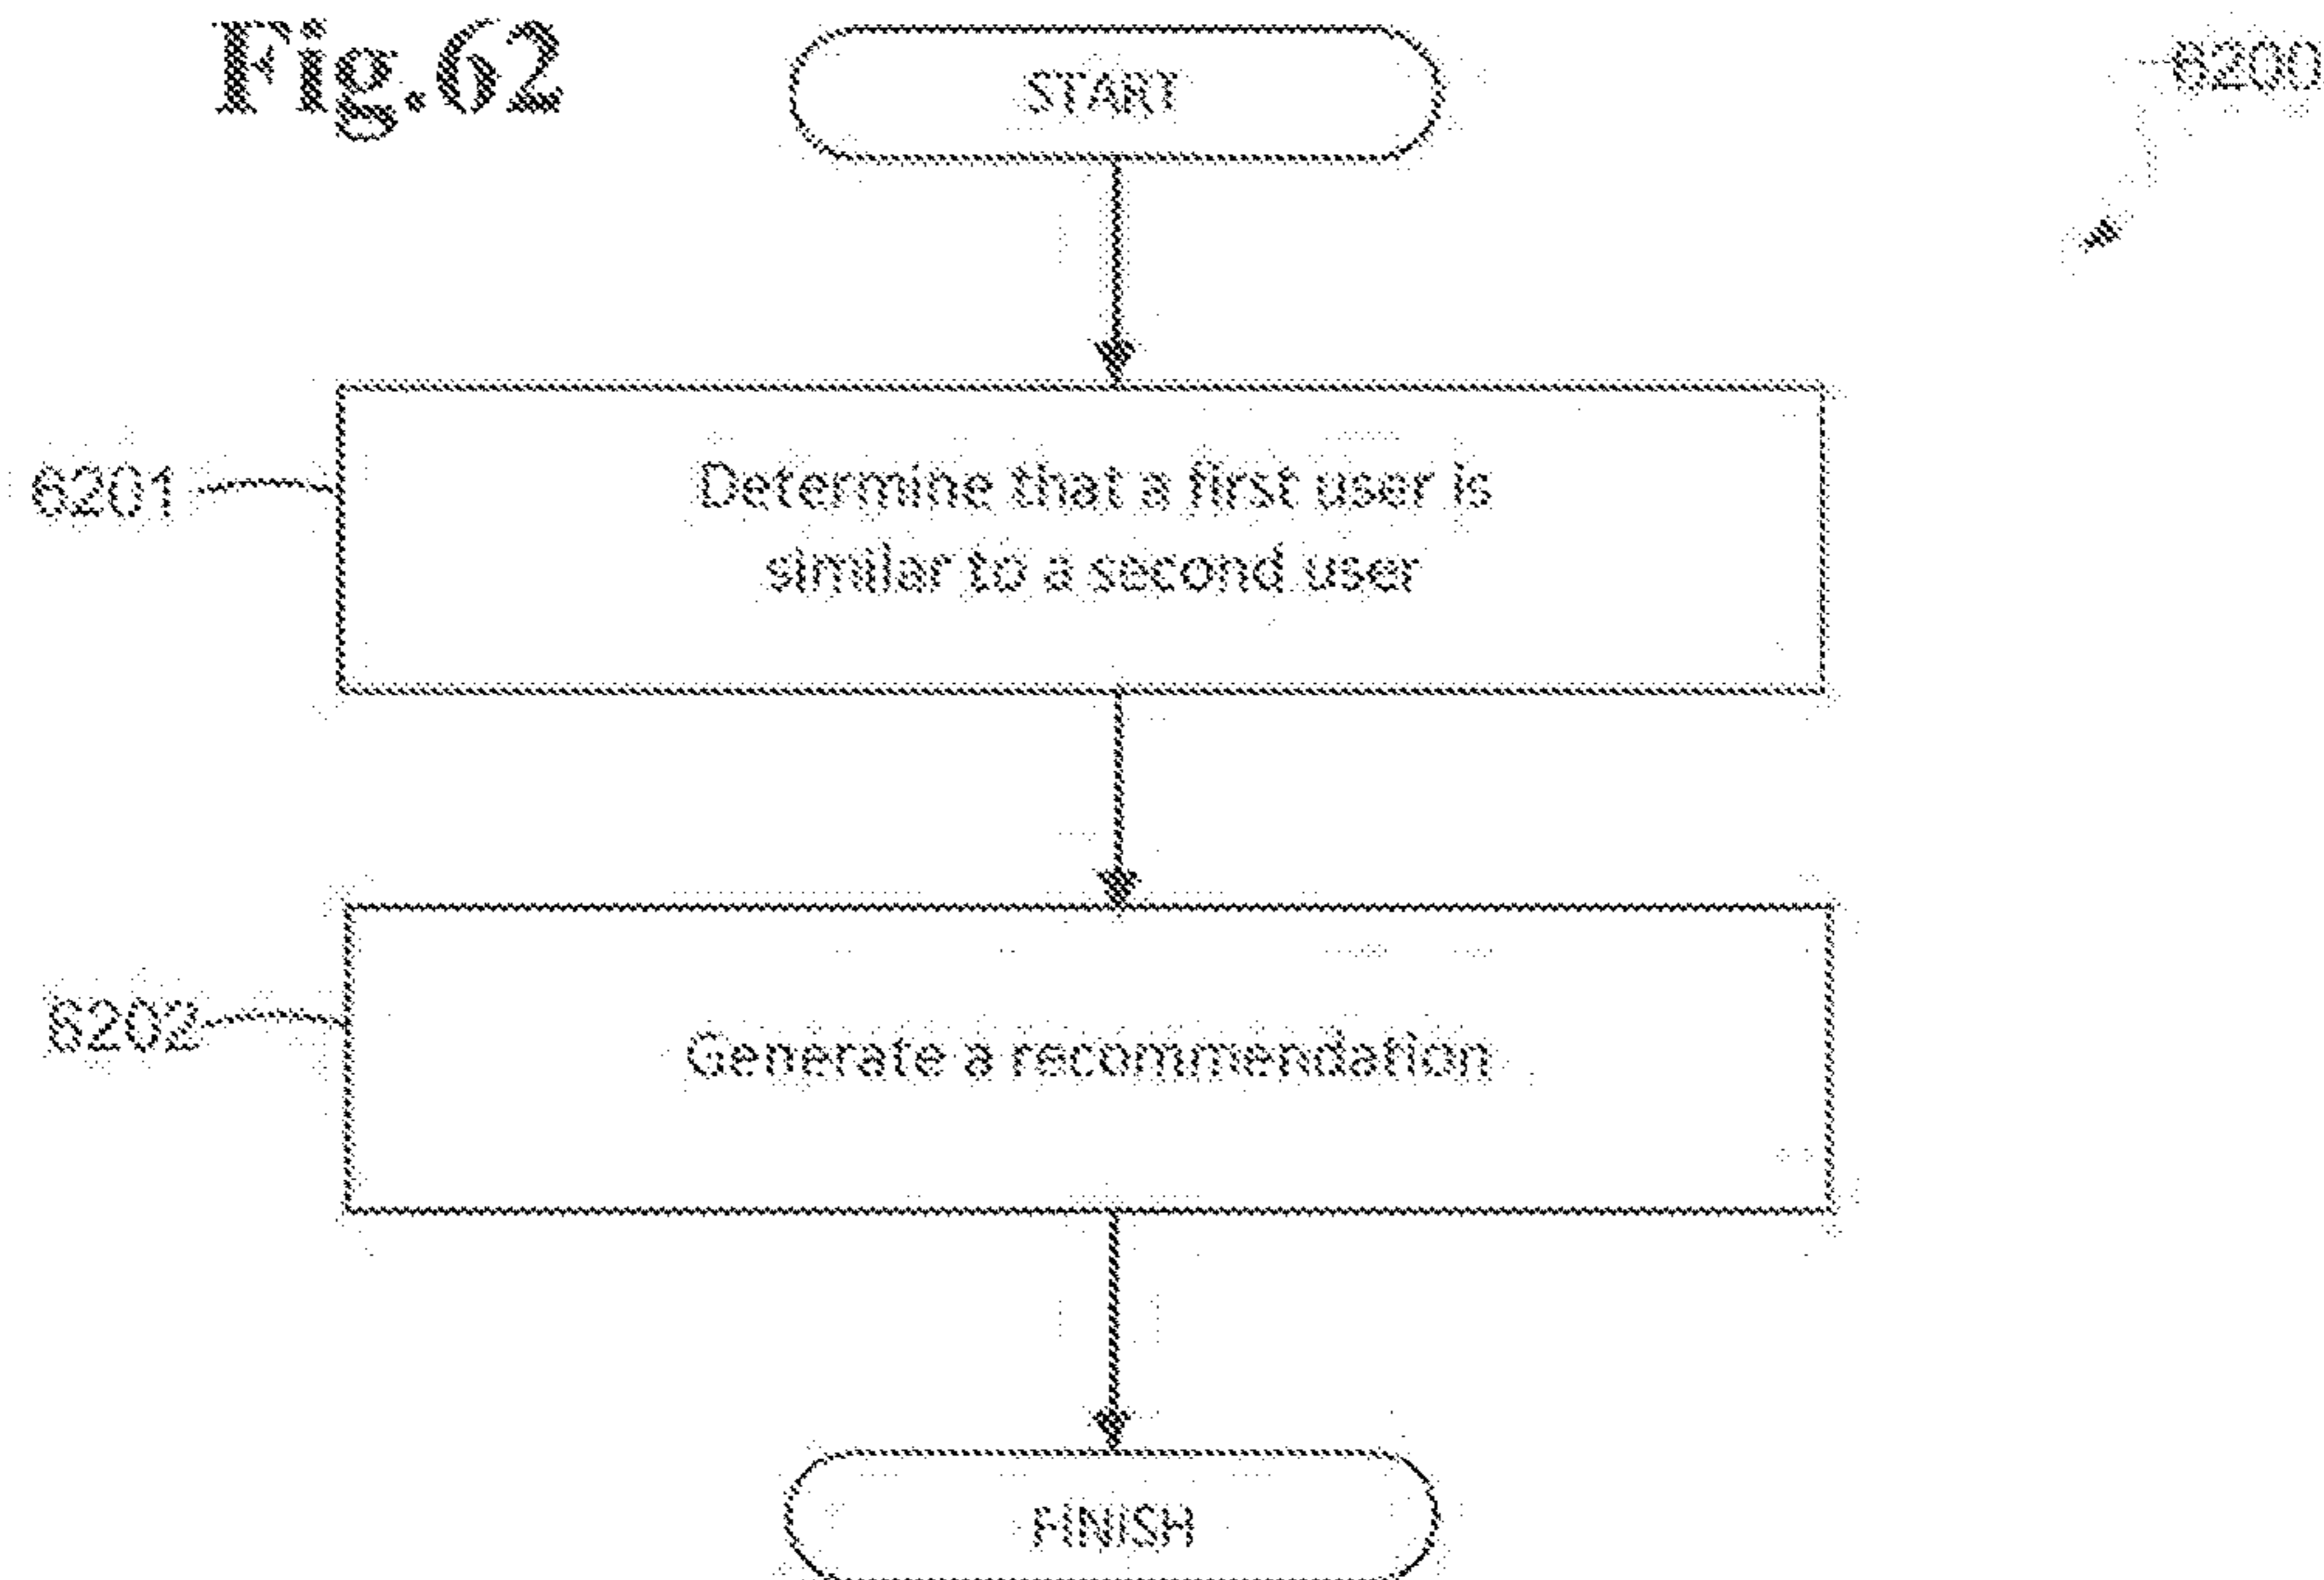 Fig.62
START
6200
6201
Determine that a first user is
similar to a second user
6202
Generate a recommendation
FINISH